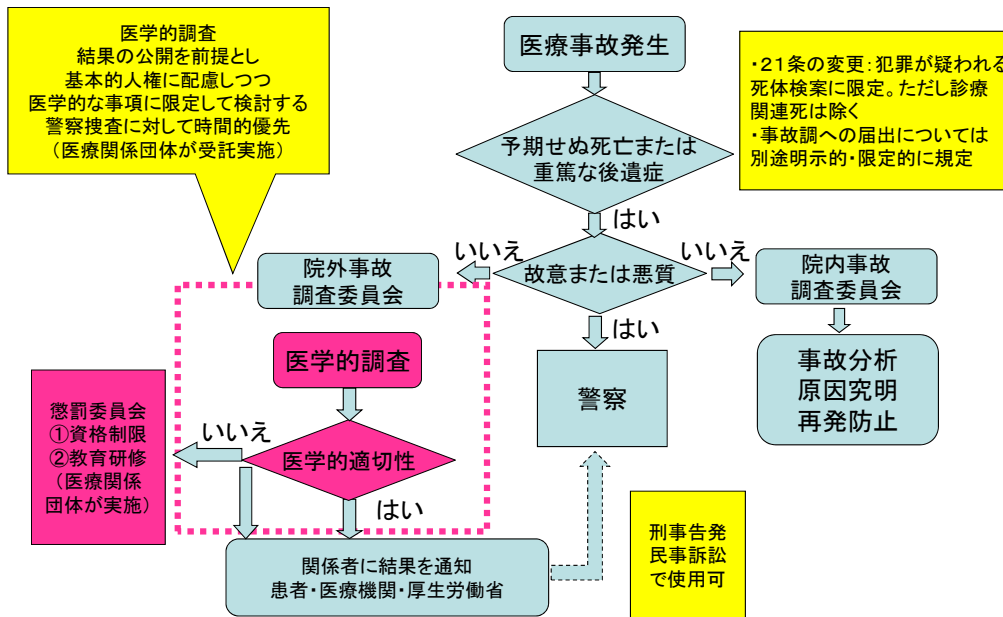 医学的調査
結果の公開を前提とし
基本的人権に配慮しつつ
医学的な事項に限定して検討する
警察捜査に対して時間的優先
（医療関係団体が受託実施）
医療事故発生
・２１条の変更：犯罪が疑われる
死体検案に限定。ただし診療
関連死は除く
・事故調への届出については
別途明示的・限定的に規定
予期せぬ死亡または
重篤な後遺症
はい
いいえ
故意または悪質
いいえ
院外事故
調査委員会
院内事故
調査委員会
はい
医学的調査
警察
事故分析
原因究明
再発防止
懲罰委員会
①資格制限
②教育研修
（医療関係
団体が実施）
いいえ
医学的適切性
はい
関係者に結果を通知
患者・医療機関・厚生労働省
刑事告発
民事訴訟
で使用可